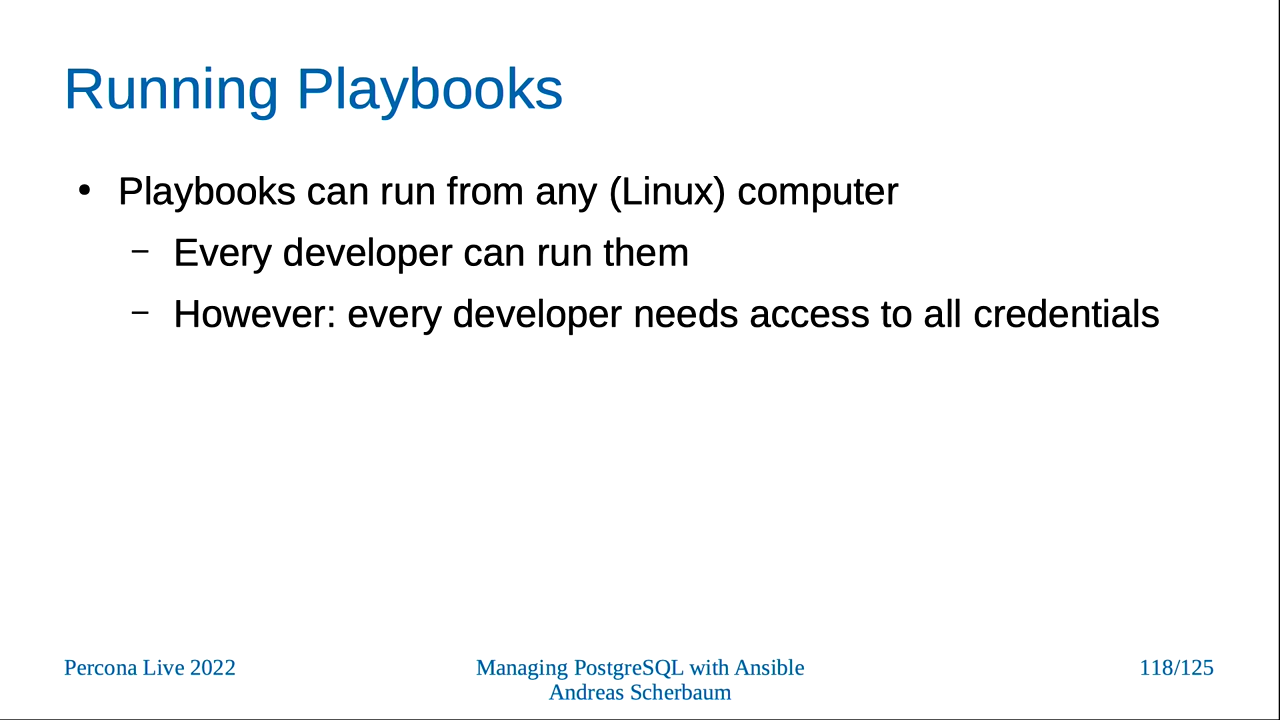 Running Playbooks
• Playbooks can run from any (Linux) computer
– Every developer can run them
– However: every developer needs access to all credentials
Percona Live 2022
Managing PostgreSQL with Ansible
Andreas Scherbaum
118/125